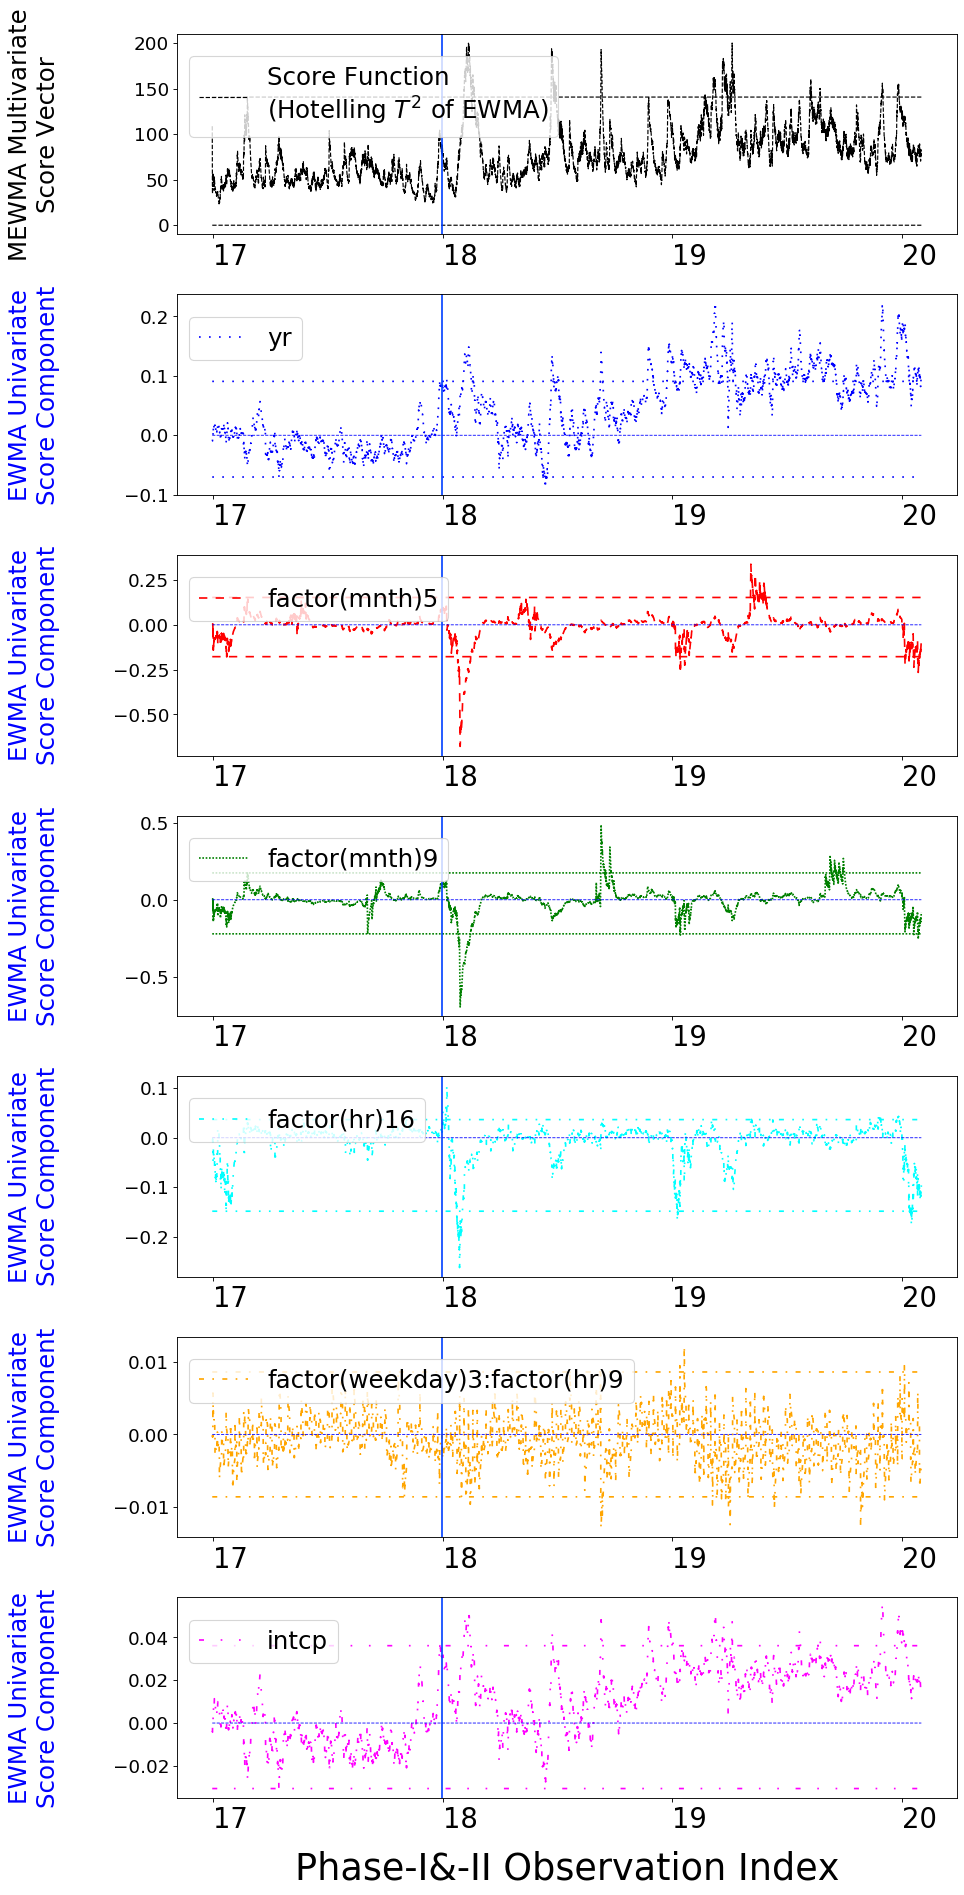 MEWMA Multivariate
Score Vector
200
150
100
50
0
Score Function
(Hotelling T² of EWMA)
17 18 19 20
EWMA Univariate
Score Component
0.2
0.1
0.0
−0.1
yr
17 18 19 20
EWMA Univariate
Score Component
0.25
0.00
−0.25
−0.50
factor(mnth)5
17 18 19 20
EWMA Univariate
Score Component
0.5
0.0
−0.5
factor(mnth)9
17 18 19 20
EWMA Univariate
Score Component
0.1
0.0
−0.1
−0.2
factor(hr)16
17 18 19 20
EWMA Univariate
Score Component
0.01
0.00
−0.01
factor(weekday)3:factor(hr)9
17 18 19 20
EWMA Univariate
Score Component
0.04
0.02
0.00
−0.02
intcp
17 18 19 20
Phase-I&-II Observation Index